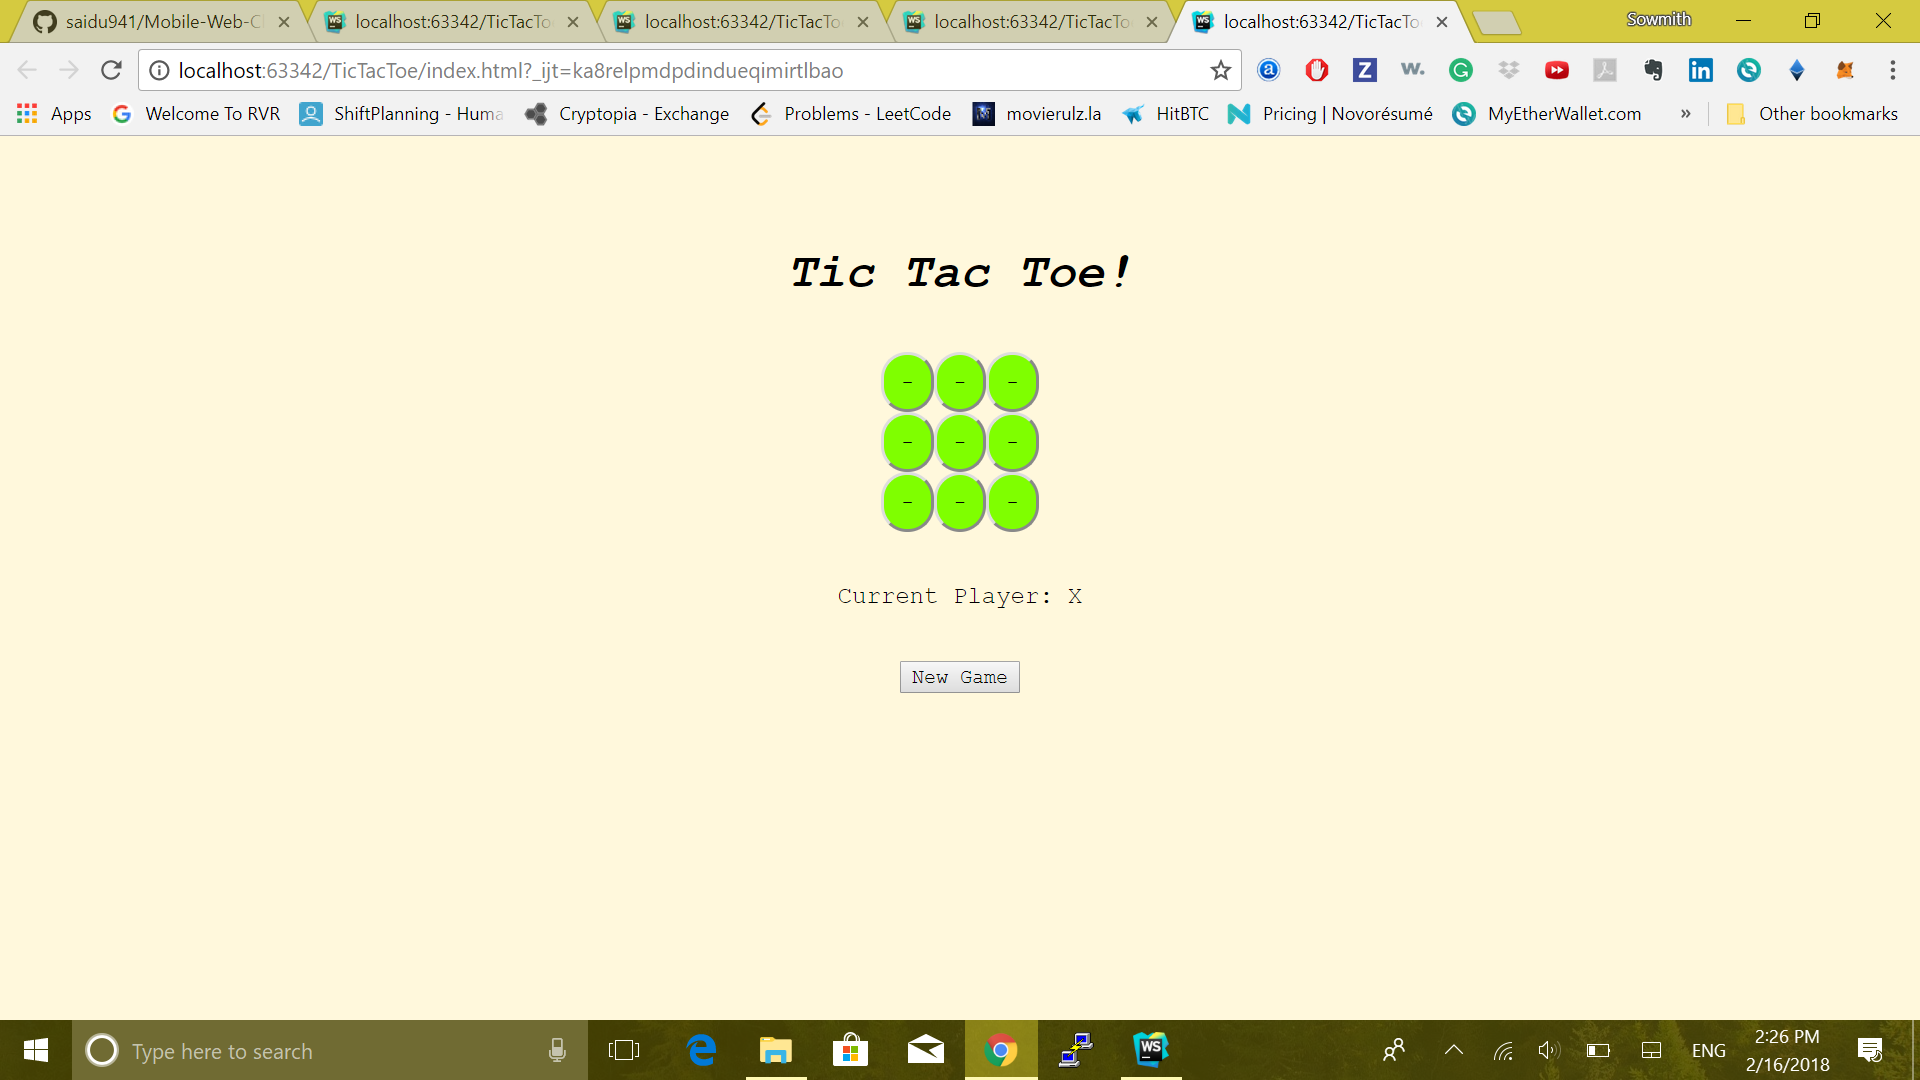 saidu941/Mobile-Web-C
localhost:63342/TicTacTo
localhost:63342/TicTacTo
localhost:63342/TicTacTo
localhost:63342/TicTacTo
Sowmith
localhost:63342/TicTacToe/index.html?_ijt=ka8relpmdpdindueqimirtlbao
Apps Welcome To RVR ShiftPlanning - Huma Cryptopia - Exchange Problems - LeetCode movierulz.la HitBTC Pricing | Novorésumé MyEtherWallet.com » Other bookmarks
Tic Tac Toe!
- - -
- - -
- - -
Current Player: X
New Game
Type here to search
ENG
2:26 PM
2/16/2018